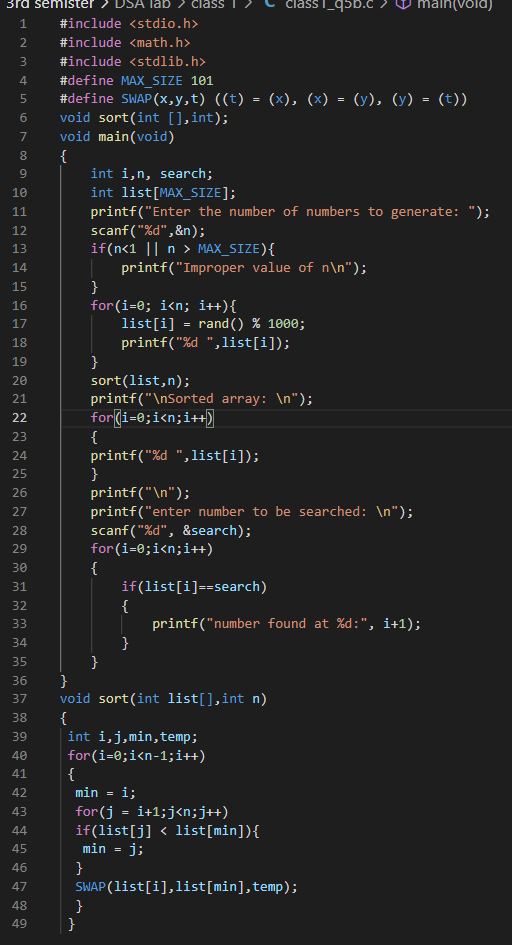 3rd semister > DSA lab > class 1 > C class1_q5b.c > main(void)
1 #include <stdio.h>
2 #include <math.h>
3 #include <stdlib.h>
4 #define MAX_SIZE 101
5 #define SWAP(x,y,t) ((t) = (x), (x) = (y), (y) = (t))
6 void sort(int [],int);
7 void main(void)
8 {
9     int i,n, search;
10     int list[MAX_SIZE];
11     printf("Enter the number of numbers to generate: ");
12     scanf("%d",&n);
13     if(n<1 || n > MAX_SIZE){
14         printf("Improper value of n\n");
15     }
16     for(i=0; i<n; i++){
17         list[i] = rand() % 1000;
18         printf("%d ",list[i]);
19     }
20     sort(list,n);
21     printf("\nSorted array: \n");
22     for(i=0;i<n;i++)
23     {
24     printf("%d ",list[i]);
25     }
26     printf("\n");
27     printf("enter number to be searched: \n");
28     scanf("%d", &search);
29     for(i=0;i<n;i++)
30     {
31         if(list[i]==search)
32         {
33             printf("number found at %d:", i+1);
34         }
35     }
36 }
37 void sort(int list[],int n)
38 {
39  int i,j,min,temp;
40  for(i=0;i<n-1;i++)
41  {
42   min = i;
43   for(j = i+1;j<n;j++)
44   if(list[j] < list[min]){
45    min = j;
46   }
47   SWAP(list[i],list[min],temp);
48   }
49  }